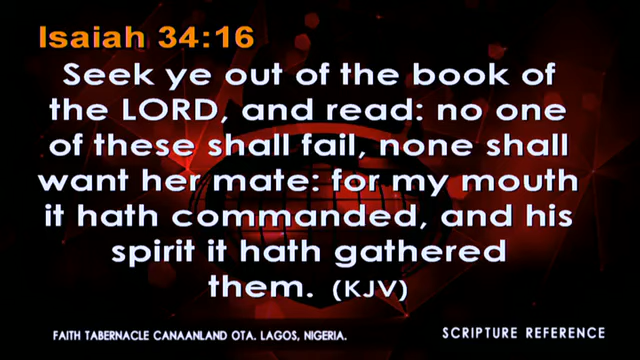 Isaiah 34:16
Seek ye out of the book of
the LORD, and read: no one
of these shall fail, none shall
want her mate: for my mouth
it hath commanded, and his
spirit it hath gathered
them. (KJV)
FAITH TABERNACLE CANAANLAND OTA. LAGOS, NIGERIA.
SCRIPTURE REFERENCE